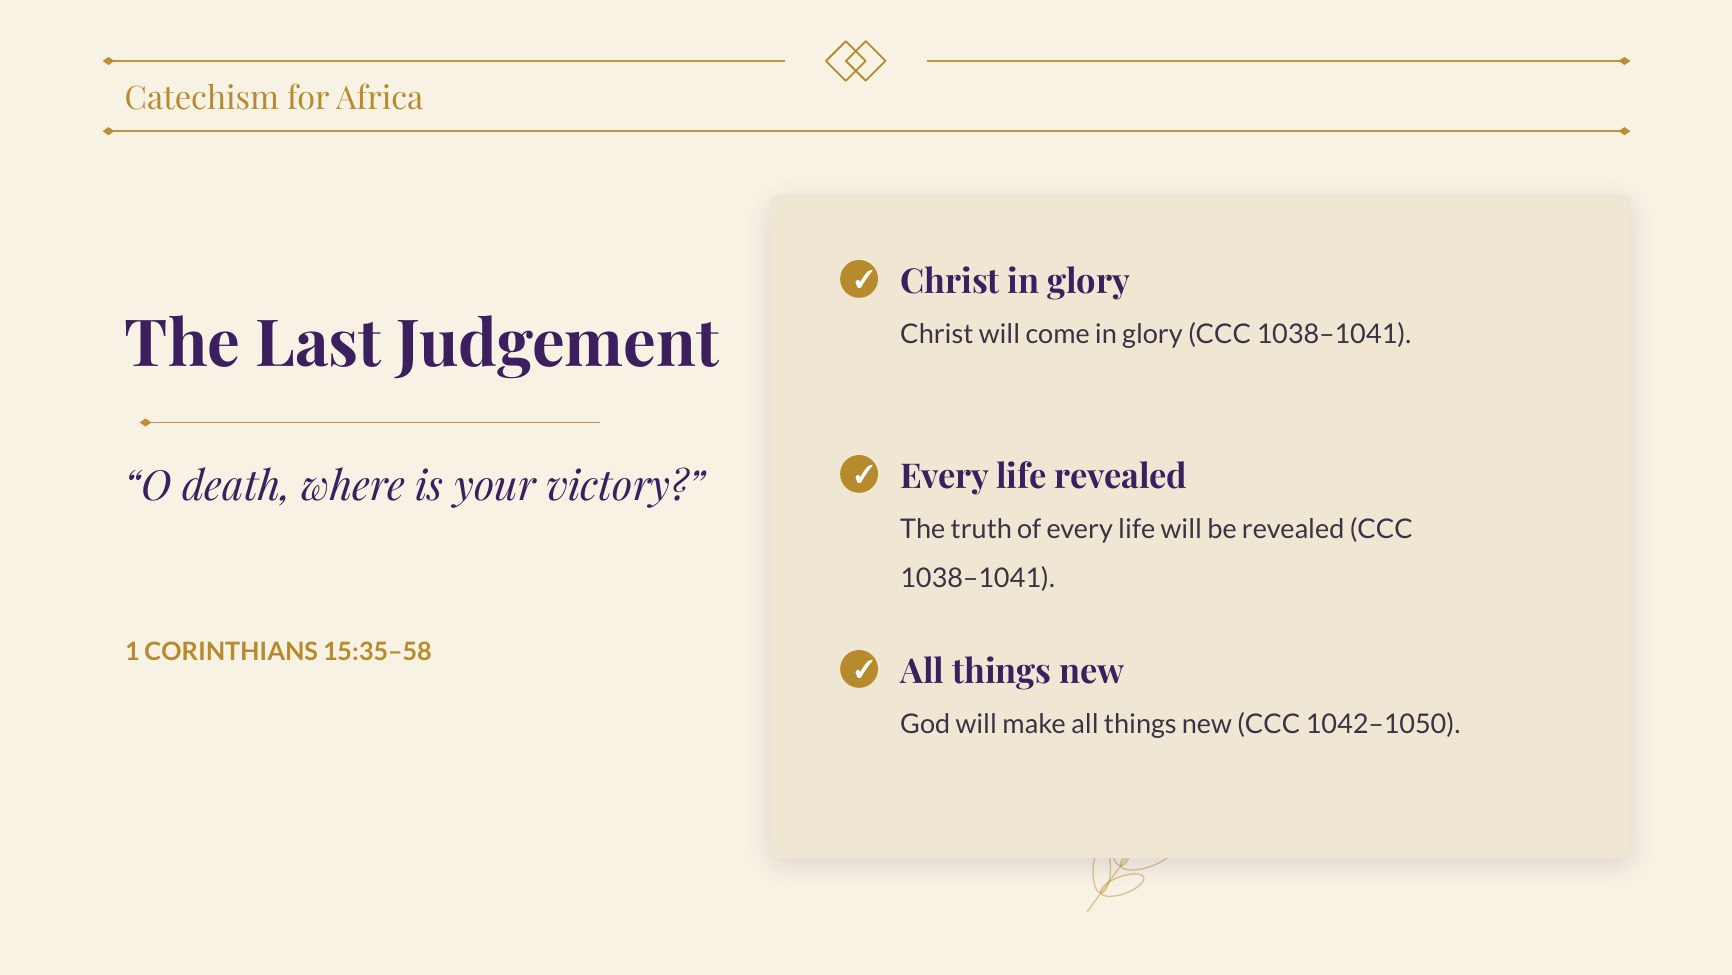 Catechism for Africa
The Last Judgement
“O death, where is your victory?”
1 CORINTHIANS 15:35–58
Christ in glory
Christ will come in glory (CCC 1038–1041).
Every life revealed
The truth of every life will be revealed (CCC
1038–1041).
All things new
God will make all things new (CCC 1042–1050).